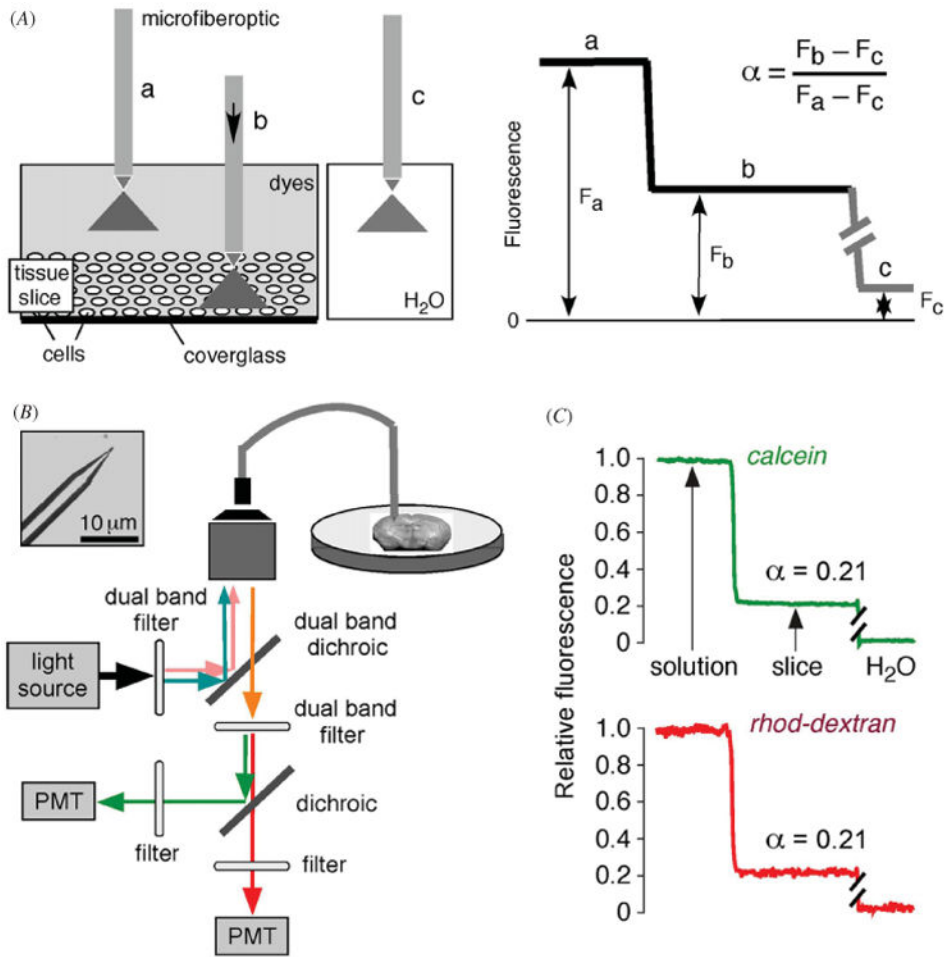 (A)
microfiberoptic
a
b
c
dyes
tissue
slice
H₂O
cells
coverglass
Fluorescence
0
a
b
c
Fa
Fb
Fc
α = Fb – Fc
Fa – Fc
(B)
10 μm
dual band
filter
light
source
dual band
dichroic
dual band
filter
PMT
filter
dichroic
filter
PMT
(C)
Relative fluorescence
calcein
1.0
0.8
0.6
0.4
0.2
0
α = 0.21
solution
slice
H₂O
rhod-dextran
1.0
0.8
0.6
0.4
0.2
0
α = 0.21